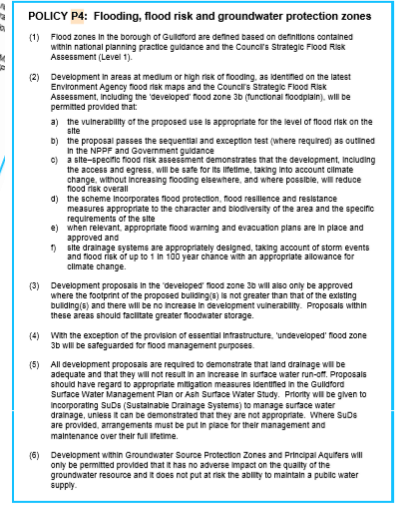 POLICY P4: Flooding, flood risk and groundwater protection zones
(1) Flood zones in the borough of Guildford are defined based on definitions contained
within national planning practice guidance and the Council's Strategic Flood Risk
Assessment (Level 1).
(2) Development in areas at medium or high risk of flooding, as identified on the latest
Environment Agency flood risk maps and the Council's Strategic Flood Risk
Assessment, including the 'developed' flood zone 3b (functional floodplain), will be
permitted provided that:
a) the vulnerability of the proposed use is appropriate for the level of flood risk on the
site
b) the proposal passes the sequential and exception test (where required) as outlined
in the NPPF and Government guidance
c) a site-specific flood risk assessment demonstrates that the development, including
the access and egress, will be safe for its lifetime, taking into account climate
change, without increasing flooding elsewhere, and where possible, will reduce
flood risk overall
d) the scheme incorporates flood protection, flood resilience and resistance
measures appropriate to the character and biodiversity of the area and the specific
requirements of the site
e) when relevant, appropriate flood warning and evacuation plans are in place and
approved and
f) site drainage systems are appropriately designed, taking account of storm events
and flood risk of up to 1 in 100 year chance with an appropriate allowance for
climate change.
(3) Development proposals in the 'developed' flood zone 3b will also only be approved
where the footprint of the proposed building(s) is not greater than that of the existing
building(s) and there will be no increase in development vulnerability. Proposals within
these areas should facilitate greater floodwater storage.
(4) With the exception of the provision of essential infrastructure, 'undeveloped' flood zone
3b will be safeguarded for flood management purposes.
(5) All development proposals are required to demonstrate that land drainage will be
adequate and that they will not result in an increase in surface water run-off. Proposals
should have regard to appropriate mitigation measures identified in the Guildford
Surface Water Management Plan or Ash Surface Water Study. Priority will be given to
incorporating SuDs (Sustainable Drainage Systems) to manage surface water
drainage, unless it can be demonstrated that they are not appropriate. Where SuDs
are provided, arrangements must be put in place for their management and
maintenance over their full lifetime.
(6) Development within Groundwater Source Protection Zones and Principal Aquifers will
only be permitted provided that it has no adverse impact on the quality of the
groundwater resource and it does not put at risk the ability to maintain a public water
supply.